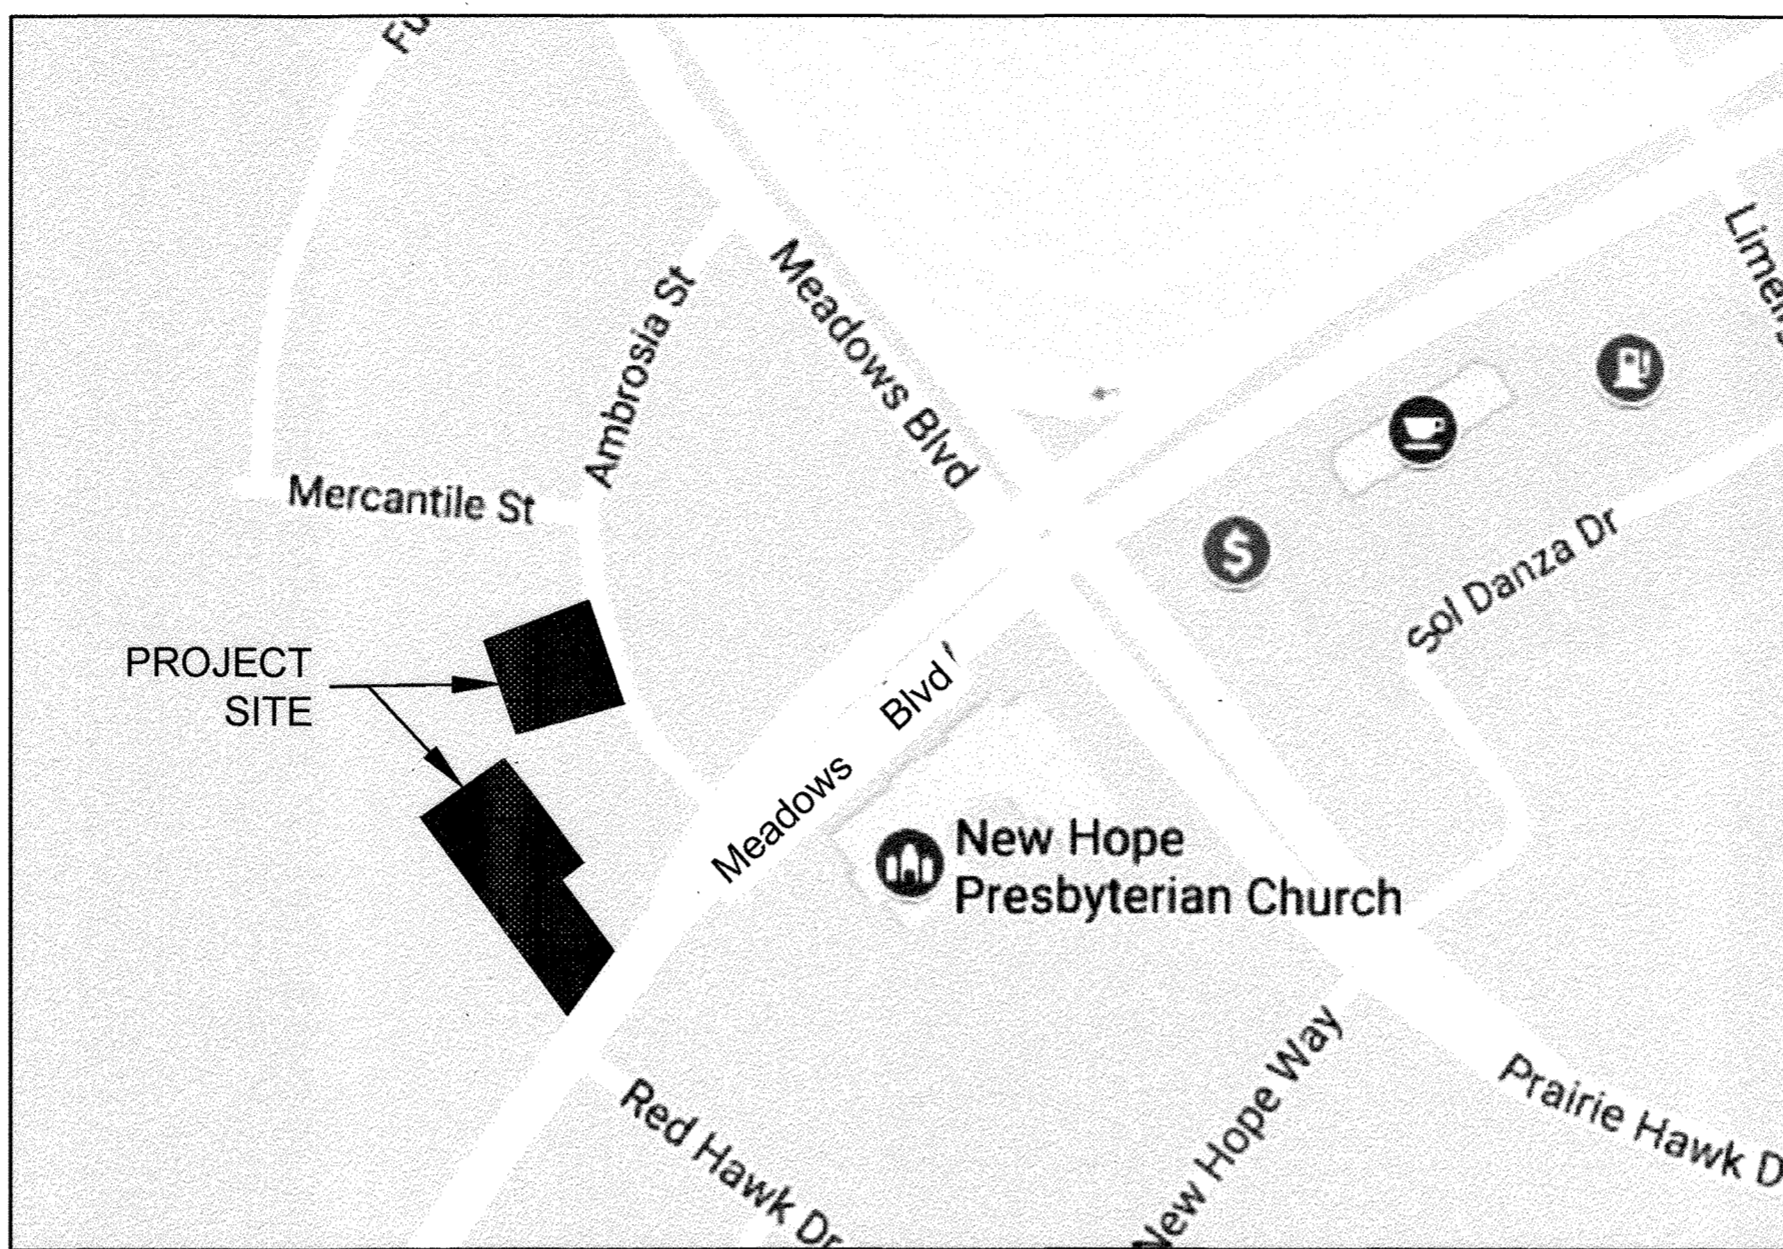 Meadows Blvd
Ambrosia St
Mercantile St
PROJECT
SITE
Meadows Blvd
Sol Danza Dr
New Hope
Presbyterian Church
Red Hawk Dr
New Hope Way
Prairie Hawk D
$